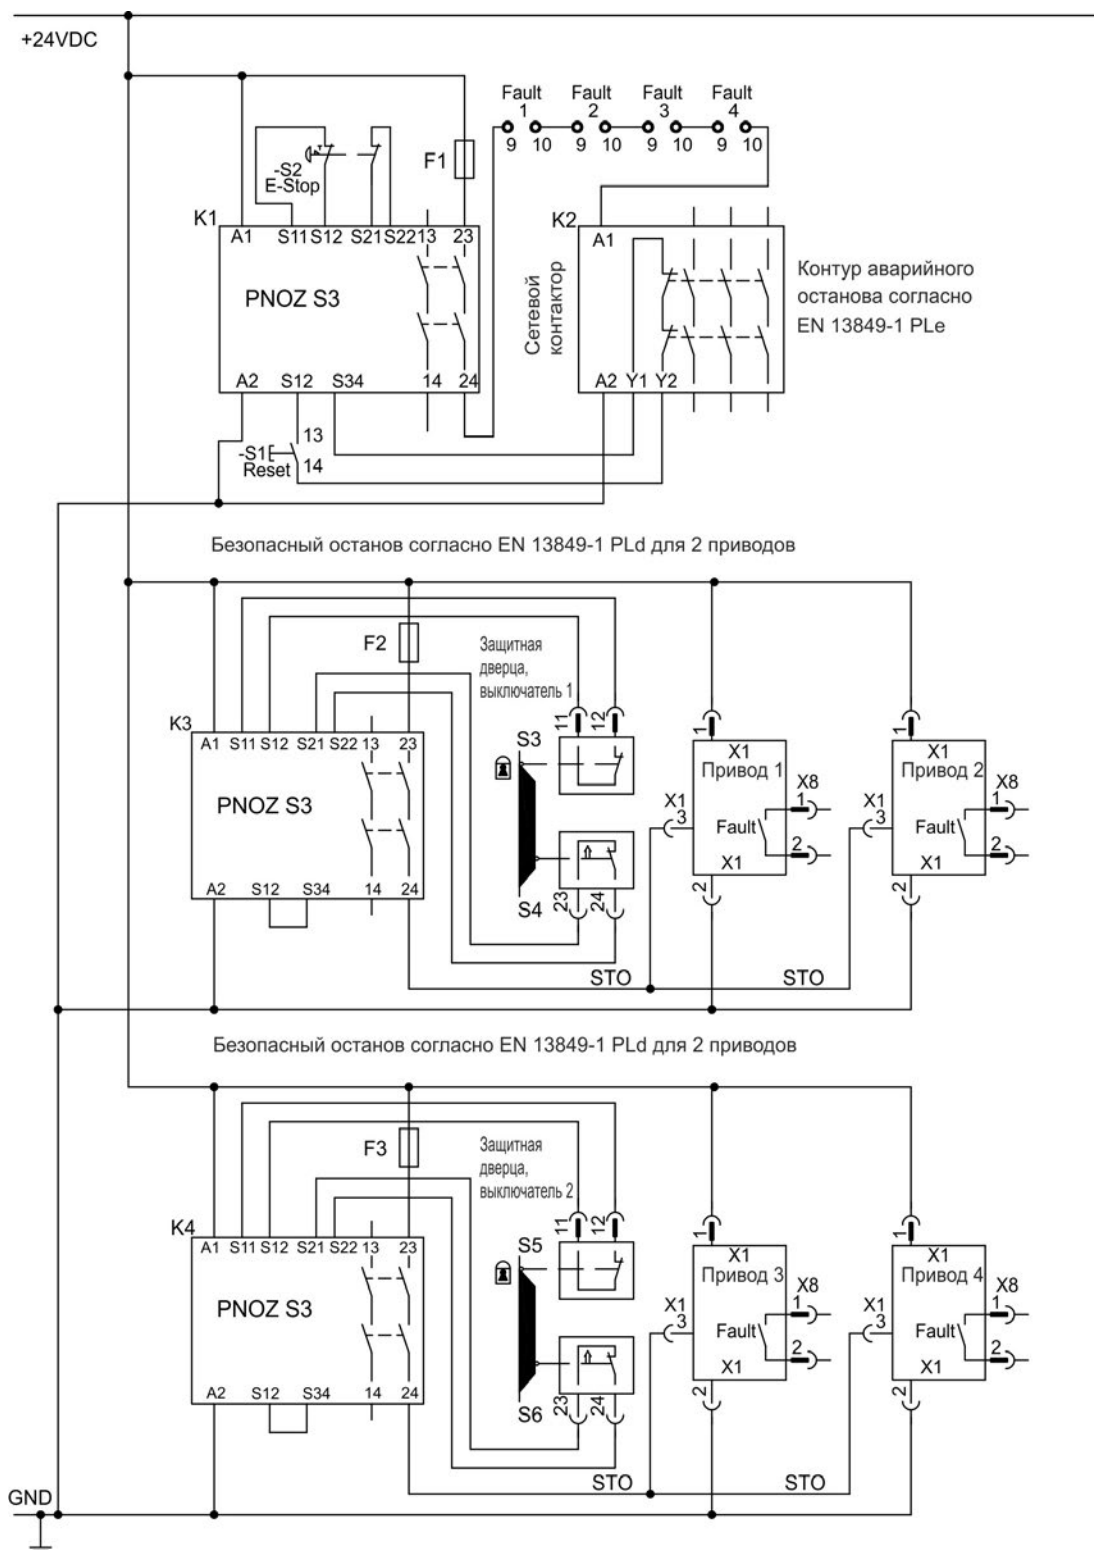 +24VDC
Fault 1
Fault 2
Fault 3
Fault 4
9 10 9 10 9 10 9 10
F1
-S2
E-Stop
K1
A1 S11 S12 S21 S22 13 23
PNOZ S3
A2 S12 S34 14 24
13
-S1
Reset
14
K2
A1
Сетевой
контактор
A2 Y1 Y2
Контур аварийного
останова согласно
EN 13849-1 PLe
Безопасный останов согласно EN 13849-1 PLd для 2 приводов
F2
Защитная
дверца,
выключатель 1
K3
A1 S11 S12 S21 S22 13 23
PNOZ S3
A2 S12 S34 14 24
11 12
S3
S4
23 24
1
X1
Привод 1
X8
1
X1
3
Fault
2
X1
2
1
X1
Привод 2
X8
1
X1
3
Fault
2
X1
2
STO
STO
Безопасный останов согласно EN 13849-1 PLd для 2 приводов
F3
Защитная
дверца,
выключатель 2
K4
A1 S11 S12 S21 S22 13 23
PNOZ S3
A2 S12 S34 14 24
11 12
S5
S6
23 24
1
X1
Привод 3
X8
1
X1
3
Fault
2
X1
2
1
X1
Привод 4
X8
1
X1
3
Fault
2
X1
2
STO
STO
GND